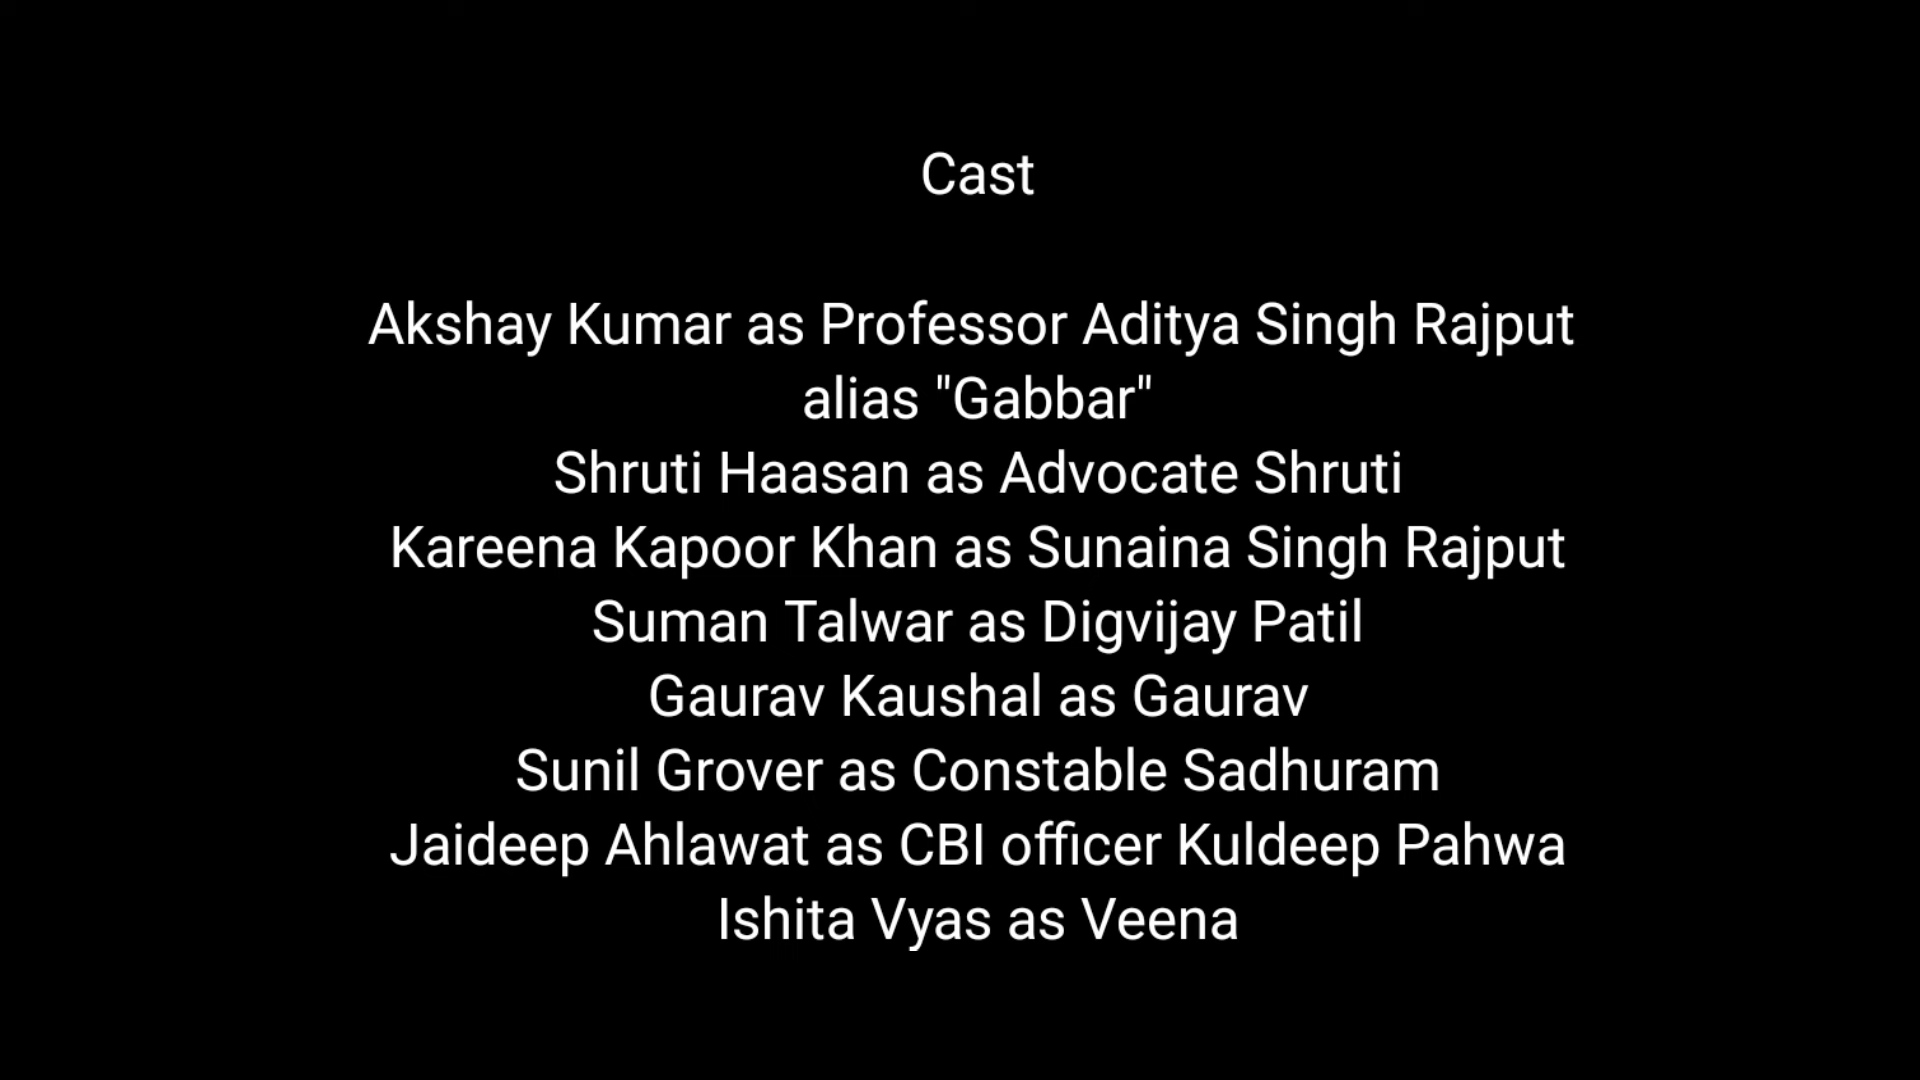 Cast
Akshay Kumar as Professor Aditya Singh Rajput
alias "Gabbar"
Shruti Haasan as Advocate Shruti
Kareena Kapoor Khan as Sunaina Singh Rajput
Suman Talwar as Digvijay Patil
Gaurav Kaushal as Gaurav
Sunil Grover as Constable Sadhuram
Jaideep Ahlawat as CBI officer Kuldeep Pahwa
Ishita Vyas as Veena